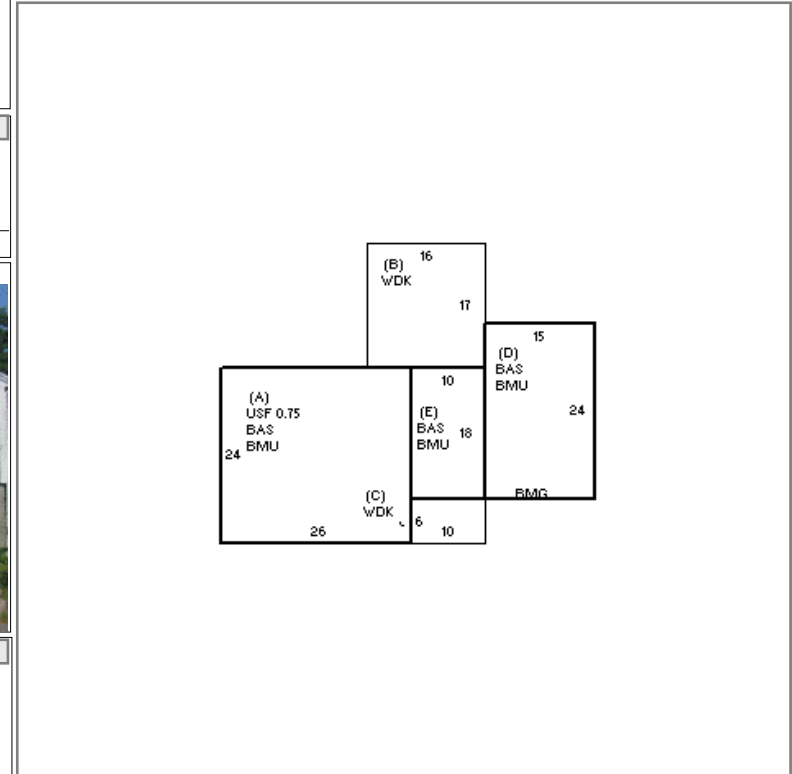 16
(B)
WDK
17
15
(D)
BAS
BMU
24
10
(E)
BAS
BMU
18
(A)
USF 0.75
BAS
BMU
24
(C)
WDK
6
26
10
BMG